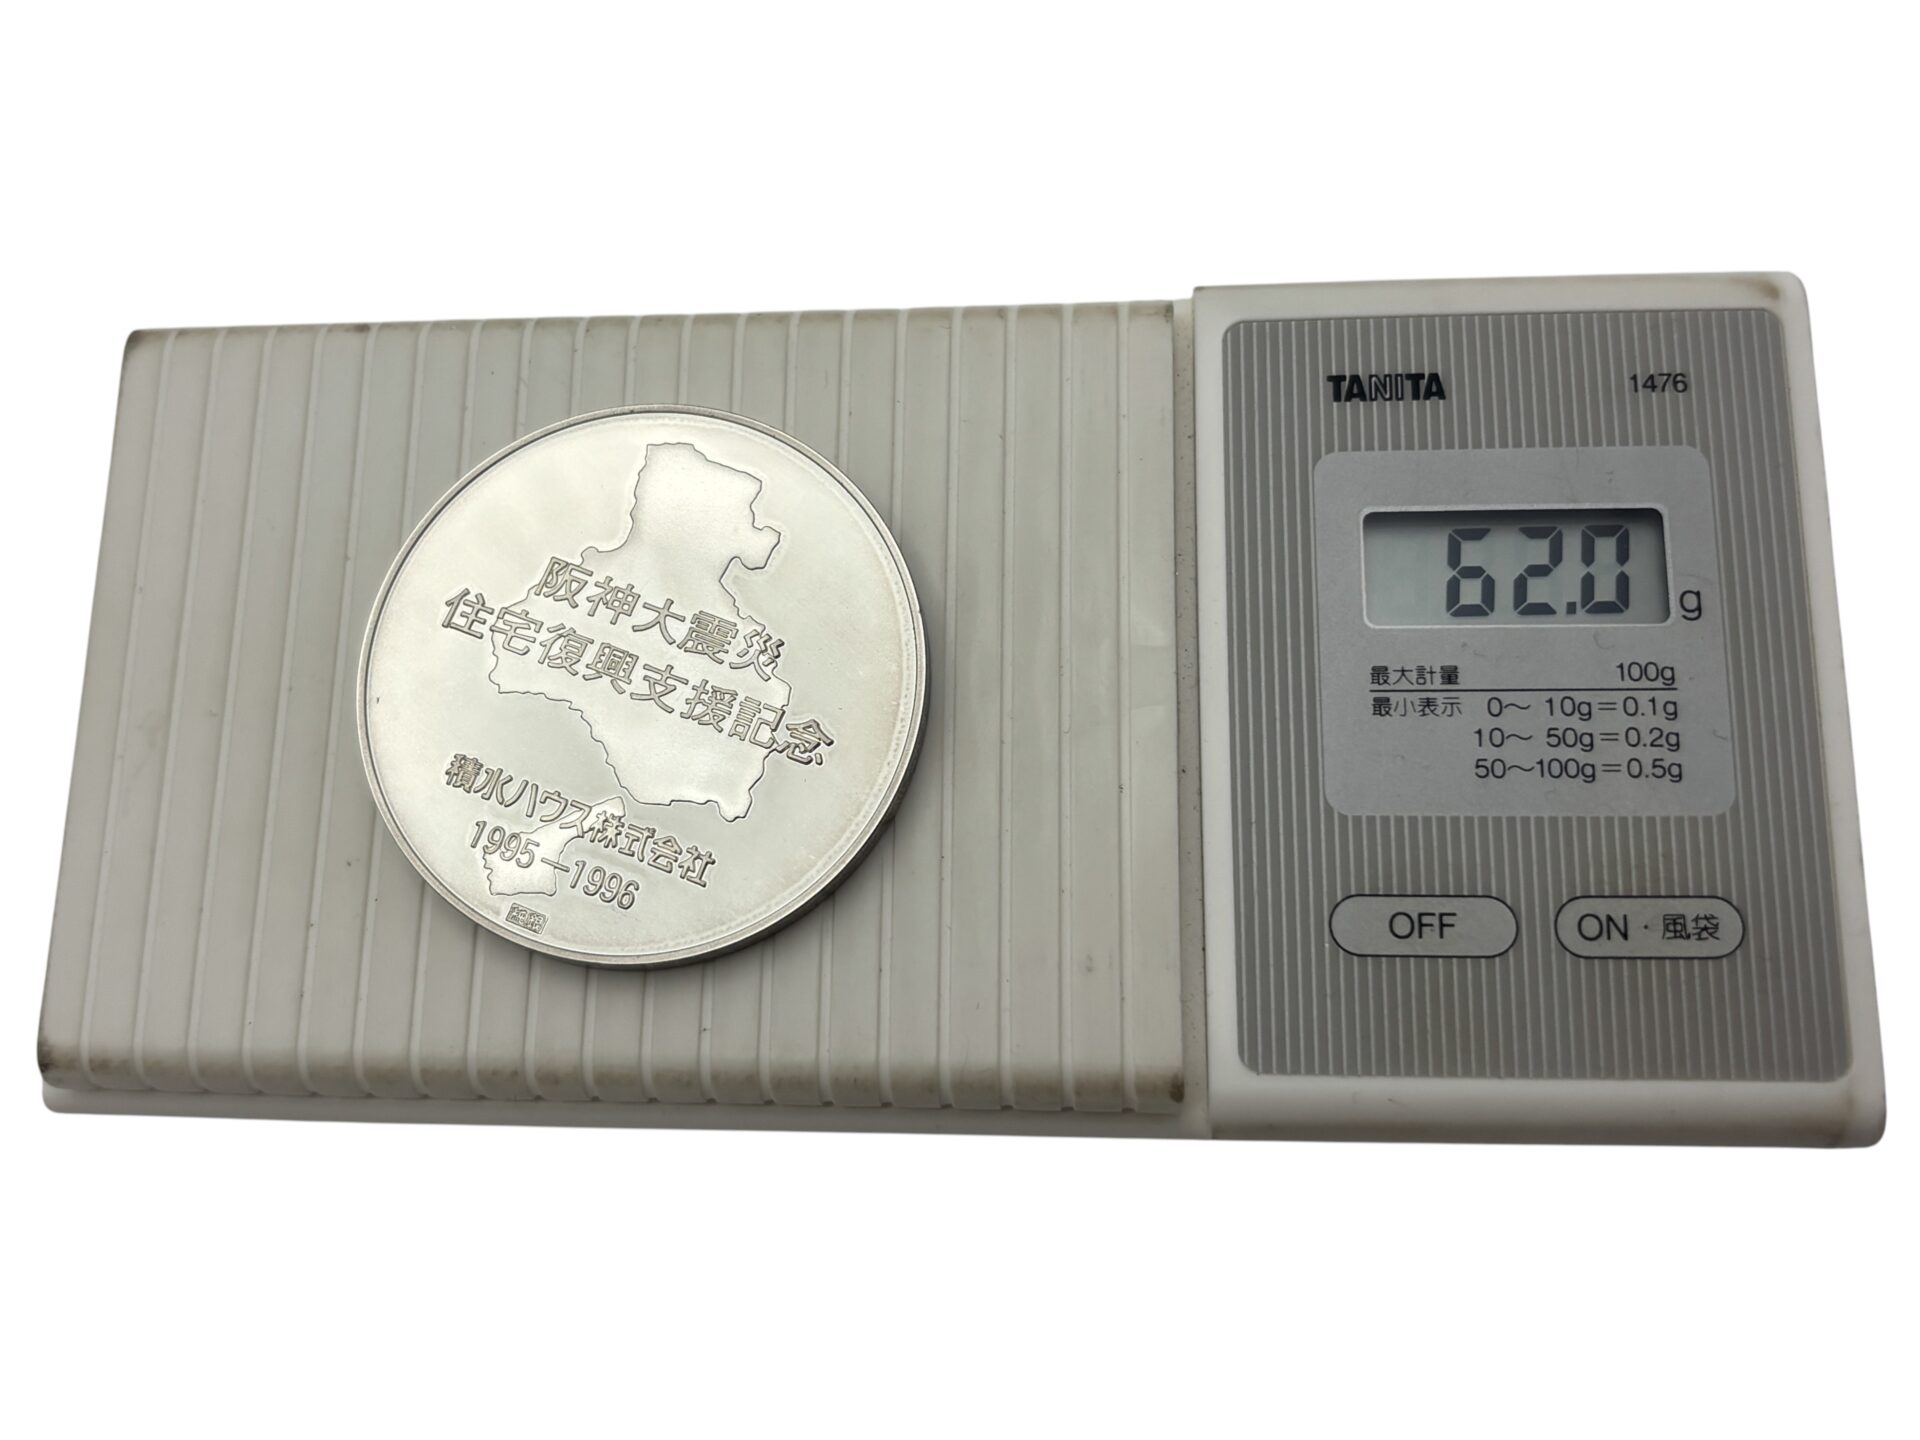 阪神大震災
住宅復興支援記念
積水ハウス株式会社
1995-1996
純銀
TANITA 1476
62.0 g
最大計量 100g
最小表示 0~ 10g=0.1g
10~ 50g=0.2g
50~100g=0.5g
OFF ON・風袋